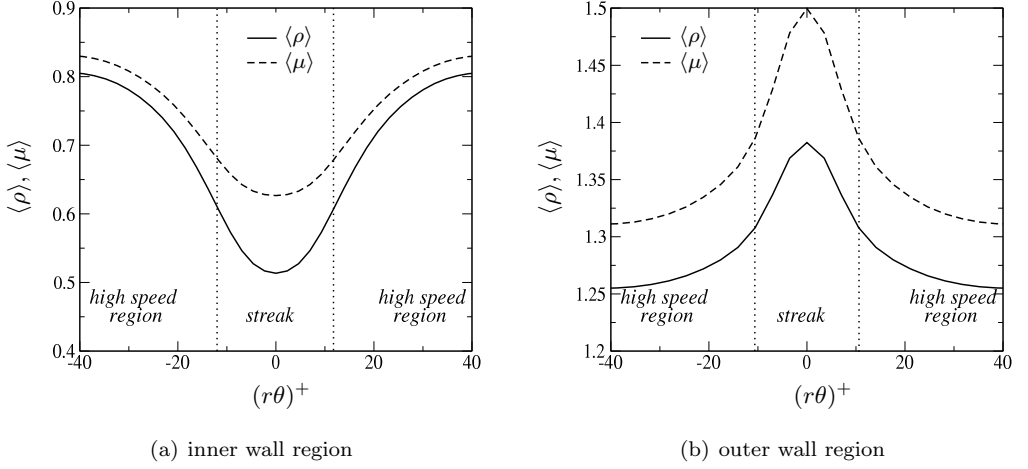 0.9
0.8
0.7
0.6
0.5
0.4
⟨ρ⟩, ⟨μ⟩
⟨ρ⟩
⟨μ⟩
high speed
region
streak
high speed
region
-40
-20
0
20
40
(rθ)⁺
(a) inner wall region
1.5
1.45
1.4
1.35
1.3
1.25
1.2
⟨ρ⟩, ⟨μ⟩
⟨ρ⟩
⟨μ⟩
high speed
region
streak
high speed
region
-40
-20
0
20
40
(rθ)⁺
(b) outer wall region